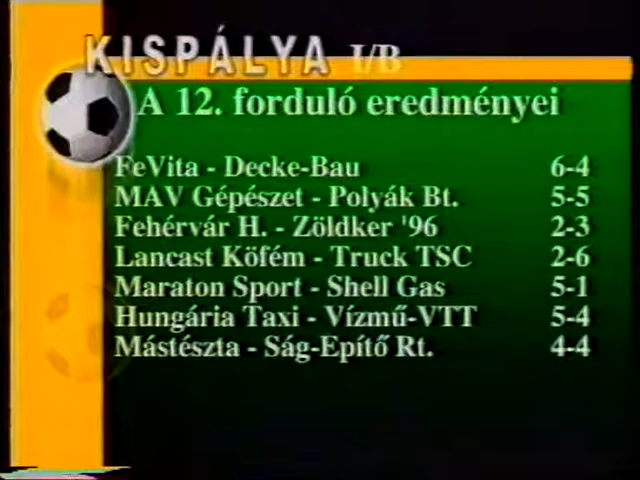 KISPÁLYA I/B
A 12. forduló eredményei
FeVita - Decke-Bau 6-4
MAV Gépészet - Polyák Bt. 5-5
Fehérvár H. - Zöldker '96 2-3
Lancast Köfém - Truck TSC 2-6
Maraton Sport - Shell Gas 5-1
Hungária Taxi - Vízmű-VTT 5-4
Mástészta - Ság-Epítő Rt. 4-4